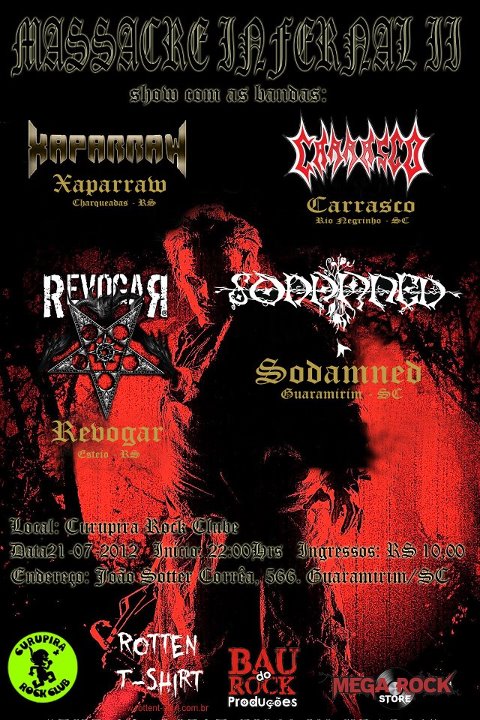 MASSACRE INFERNAL II
show com as bandas:
XAPARRAW
Xaparraw
Charqueadas - RS
CARRASCO
Carrasco
Rio Negrinho - SC
REVOGAR
Revogar
Esteio RS
SODAMNED
Sodamned
Guaramirim - SC
Local: Curupira Rock Clube
Data21-07-2012 Inicio: 22:00Hrs Ingressos: RS 10,00
Endereço: João Sotter Corrêa, 566. Guaramirim/SC
CURUPIRA
ROCK CLUB
ROTTEN
T-SHIRT
BAU
do
ROCK
Produções
MEGA ROCK
STORE